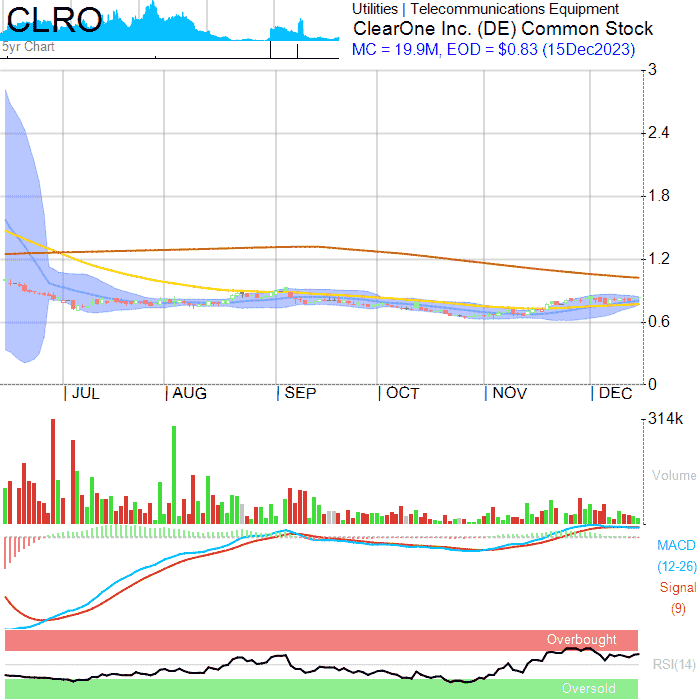 CLRO
5yr Chart
Utilities | Telecommunications Equipment
ClearOne Inc. (DE) Common Stock
MC = 19.9M, EOD = $0.83 (15Dec2023)
3
2.4
1.8
1.2
0.6
0
JUL AUG SEP OCT NOV DEC
314k
Volume
MACD
(12-26)
Signal
(9)
Overbought
RSI(14)
Oversold